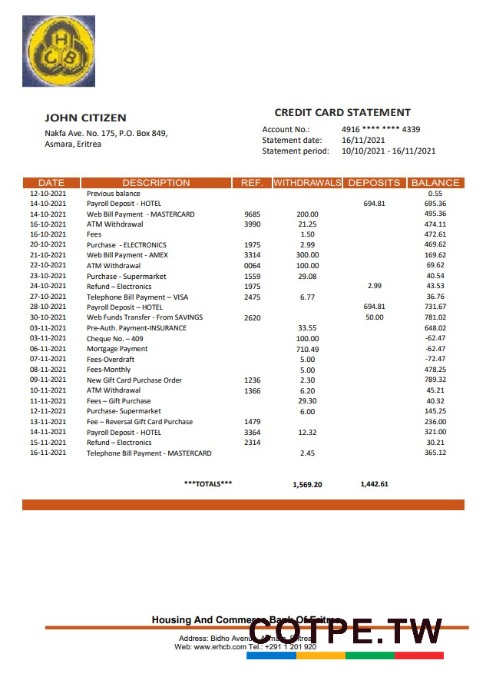 HCB
JOHN CITIZEN
Nakfa Ave. No. 175, P.O. Box 849,
Asmara, Eritrea
CREDIT CARD STATEMENT
Account No.: 4916 **** **** 4339
Statement date: 16/11/2021
Statement period: 10/10/2021 - 16/11/2021
DATE DESCRIPTION REF. WITHDRAWALS DEPOSITS BALANCE
12-10-2021 Previous balance 0.55
14-10-2021 Payroll Deposit - HOTEL 694.81 695.36
14-10-2021 Web Bill Payment - MASTERCARD 9685 200.00 495.36
16-10-2021 ATM Withdrawal 3990 21.25 474.11
16-10-2021 Fees 1.50 472.61
20-10-2021 Purchase - ELECTRONICS 1975 2.99 469.62
21-10-2021 Web Bill Payment - AMEX 3314 300.00 169.62
22-10-2021 ATM Withdrawal 0064 100.00 69.62
23-10-2021 Purchase - Supermarket 1559 29.08 40.54
24-10-2021 Refund – Electronics 1975 2.99 43.53
27-10-2021 Telephone Bill Payment – VISA 2475 6.77 36.76
28-10-2021 Payroll Deposit – HOTEL 694.81 731.67
30-10-2021 Web Funds Transfer - From SAVINGS 2620 50.00 781.02
03-11-2021 Pre-Auth. Payment-INSURANCE 33.55 648.02
03-11-2021 Cheque No. – 409 100.00 -62.47
06-11-2021 Mortgage Payment 710.49 -62.47
07-11-2021 Fees-Overdraft 5.00 -72.47
08-11-2021 Fees-Monthly 5.00 478.25
09-11-2021 New Gift Card Purchase Order 1236 2.30 789.32
10-11-2021 ATM Withdrawal 1366 6.20 45.21
11-11-2021 Fees – Gift Purchase 29.30 40.32
12-11-2021 Purchase- Supermarket 6.00 145.25
13-11-2021 Fee – Reversal Gift Card Purchase 1479 236.00
14-11-2021 Payroll Deposit - HOTEL 3364 12.32 321.00
15-11-2021 Refund – Electronics 2314 30.21
16-11-2021 Telephone Bill Payment - MASTERCARD 2.45 365.12
***TOTALS*** 1,569.20 1,442.61
Housing And Commerce Bank Of Eritrea
COTPE.TW
Address: Bidho Avenue, Asmara, Eritrea
Web: www.erhcb.com Tel.: +291 1 201 920